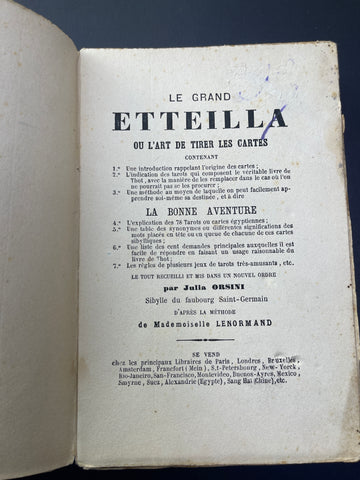 LE GRAND
ETTEILLA
OU L'ART DE TIRER LES CARTES
CONTENANT
1.º Une introduction rappelant l'origine des cartes ;
2.º L'indication des tarots qui composent le véritable livre de
Thot, avec la manière de les remplacer dans le cas où l'on
ne pourrait pas se les procurer ;
3.º Une méthode au moyen de laquelle on peut facilement ap-
prendre soi-même sa destinée, et à dire
LA BONNE AVENTURE
4.º L'explication des 78 Tarots ou cartes égyptiennes ;
5.º Une table des synonymes ou différentes significations des
mots placés en tête ou en queue de chacune de ces cartes
sibylliques ;
6.º Une liste des cent demandes principales auxquelles il est
facile de répondre en faisant un usage raisonnable
du livre de Thot ;
7.º Les règles de plusieurs jeux de tarots très-amusants, etc.
LE TOUT RECUEILLI ET MIS DANS UN NOUVEL ORDRE
par Julia ORSINI
Sibylle du faubourg Saint-Germain
D'APRÈS LA MÉTHODE
de Mademoiselle LENORMAND
SE VEND
chez les principaux Libraires de Paris, Londres, Bruxelles,
Amsterdam, Francfort (Mein), S.t-Petersbourg, New-Yorck
Rio-Janeiro, San-Francisco, Montevideo, Buenos-Ayres, Mexico,
Smyrne, Suez, Alexandrie (Egypte), Sang Haï (Chine), etc.